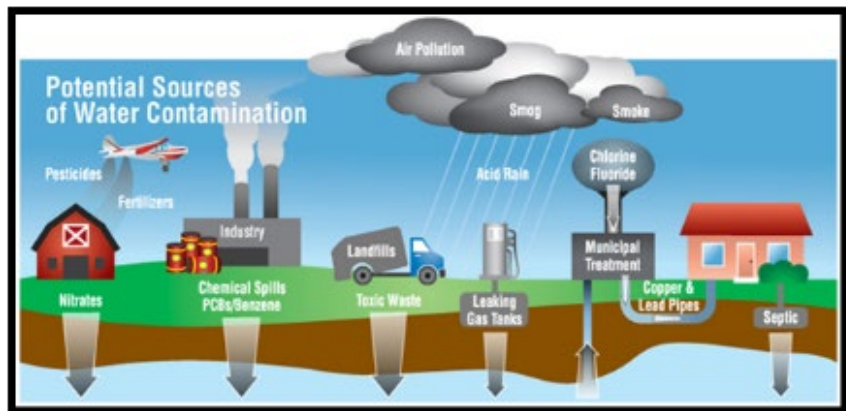 Air Pollution
Potential Sources
of Water Contamination
Smog
Smoke
Pesticides
Fertilizers
Acid Rain
Chlorine
Fluoride
Industry
Landfills
Municipal
Treatment
Nitrates
Chemical Spills
PCBs/Benzene
Toxic Waste
Leaking
Gas Tanks
Copper &
Lead Pipes
Septic